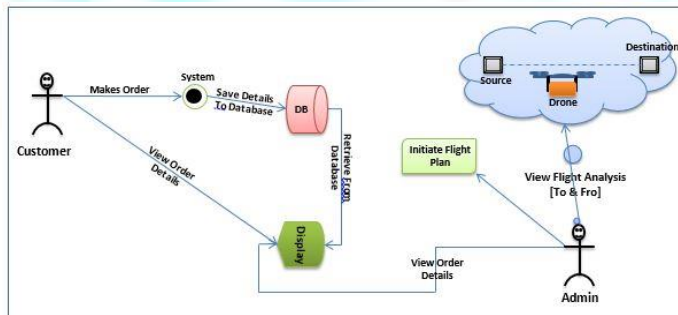 System
Makes Order
Save Details
To Database
DB
Customer
View Order
Details
Retrieve From
Database
Display
Source
Destination
Drone
Initiate Flight
Plan
View Flight Analysis
[To & Fro]
View Order
Details
Admin